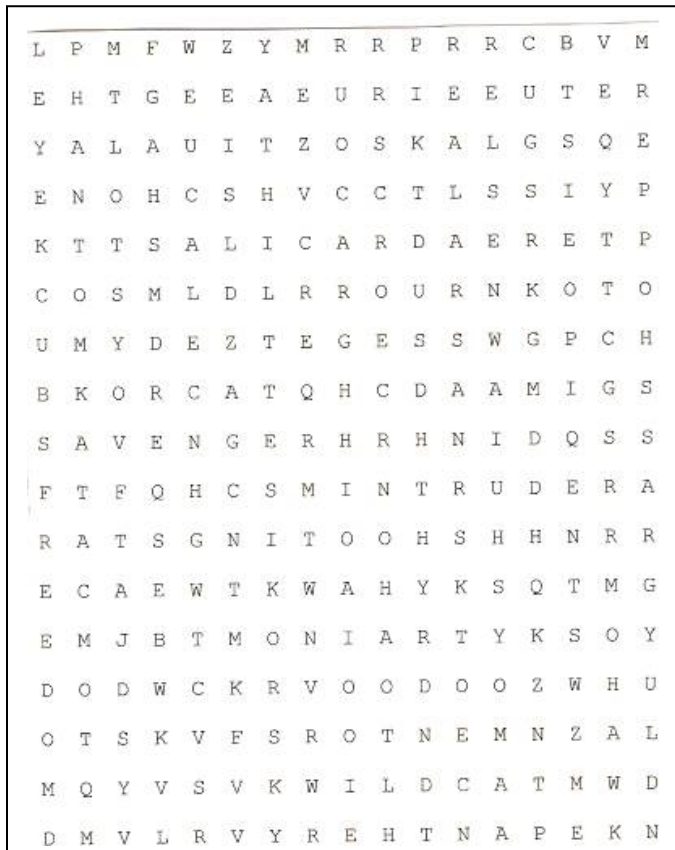 L P M F W Z Y M R R P R R C B V M
E H T G E E A E U R I E E U T E R
Y A L A U I T Z O S K A L G S Q E
E N O H C S H V C C T L S S I Y P
K T T S A L I C A R D A E R E T P
C O S M L D L R R O U R N K O T O
U M Y D E Z T E G E S S W G P C H
B K O R C A T Q H C D A A M I G S
S A V E N G E R H R H N I D Q S S
F T F Q H C S M I N T R U D E R A
R A T S G N I T O O H S H H N R R
E C A E W T K W A H Y K S Q T M G
E M J B T M O N I A R T Y K S O Y
D O D W C K R V O O D O O Z W H U
O T S K V F S R O T N E M N Z A L
M Q Y V S V K W I L D C A T M W D
D M V L R V Y R E H T N A P E K N